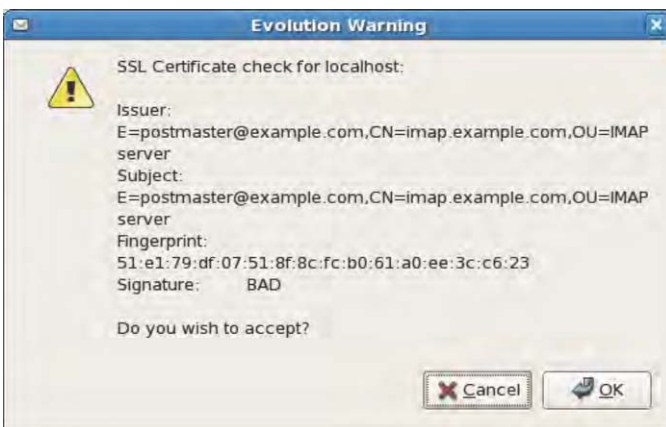 Evolution Warning
SSL Certificate check for localhost:
Issuer:
E=postmaster@example.com,CN=imap.example.com,OU=IMAP
server
Subject:
E=postmaster@example.com,CN=imap.example.com,OU=IMAP
server
Fingerprint:
51:e1:79:df:07:51:8f:8c:fc:b0:61:a0:ee:3c:c6:23
Signature: BAD
Do you wish to accept?
Cancel OK